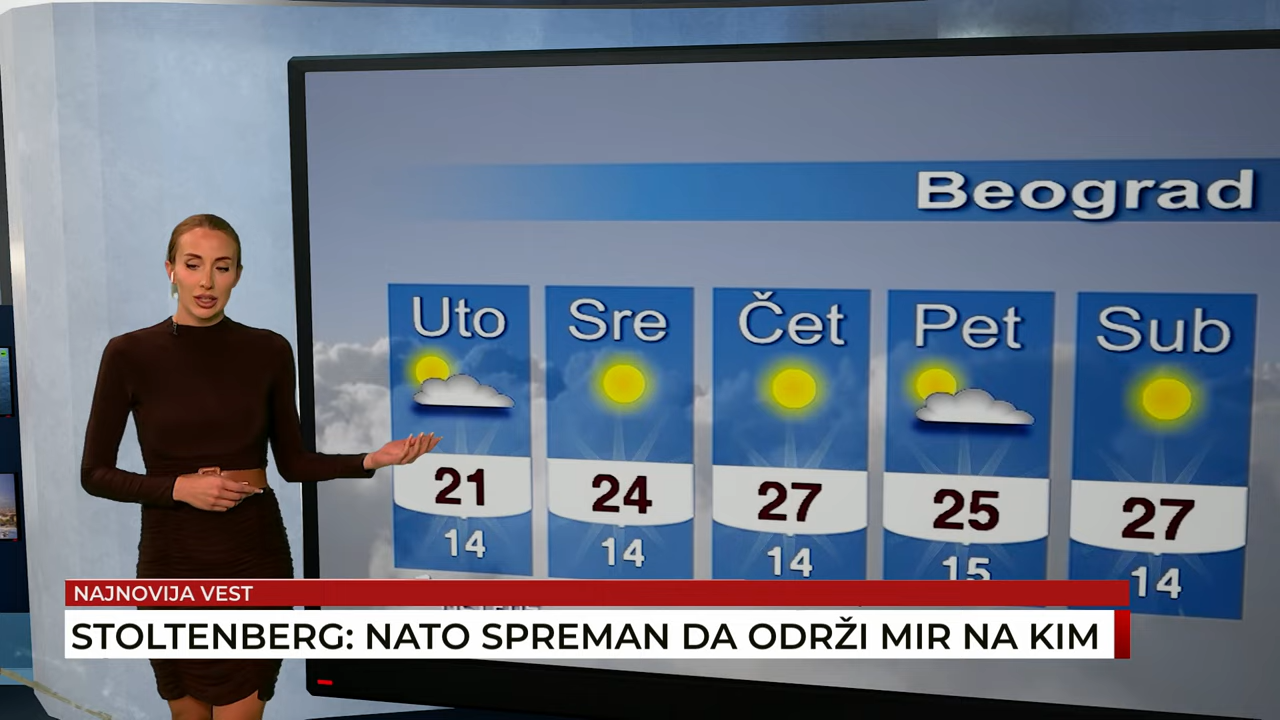 Beograd
Uto Sre Čet Pet Sub
21 24 27 25 27
14 14 14 15 14
NAJNOVIJA VEST
STOLTENBERG: NATO SPREMAN DA ODRŽI MIR NA KIM